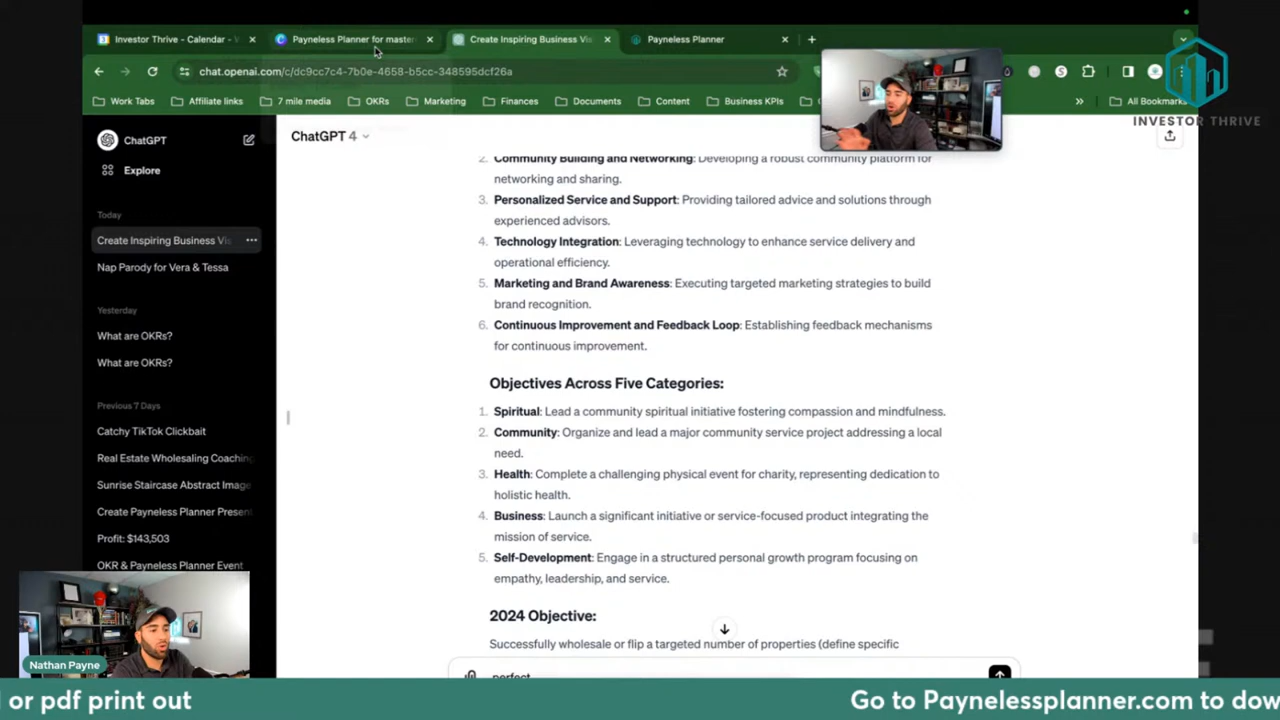 Investor Thrive - Calendar -
Payneless Planner for master
Create Inspiring Business Vis
Payneless Planner
chat.openai.com/c/dc9cc7c4-7b0e-4658-b5cc-348595dcf26a
Work Tabs
Affiliate links
7 mile media
OKRs
Marketing
Finances
Documents
Content
Business KPIs
All Bookmarks
INVESTOR THRIVE
ChatGPT
Explore
Today
Create Inspiring Business Vis
Nap Parody for Vera & Tessa
Yesterday
What are OKRs?
What are OKRs?
Previous 7 Days
Catchy TikTok Clickbait
Real Estate Wholesaling Coaching
Sunrise Staircase Abstract Image
Create Payneless Planner Present
Profit: $143,503
OKR & Payneless Planner Event
ChatGPT 4
2. Community Building and Networking: Developing a robust community platform for
networking and sharing.
3. Personalized Service and Support: Providing tailored advice and solutions through
experienced advisors.
4. Technology Integration: Leveraging technology to enhance service delivery and
operational efficiency.
5. Marketing and Brand Awareness: Executing targeted marketing strategies to build
brand recognition.
6. Continuous Improvement and Feedback Loop: Establishing feedback mechanisms
for continuous improvement.
Objectives Across Five Categories:
1. Spiritual: Lead a community spiritual initiative fostering compassion and mindfulness.
2. Community: Organize and lead a major community service project addressing a local
need.
3. Health: Complete a challenging physical event for charity, representing dedication to
holistic health.
4. Business: Launch a significant initiative or service-focused product integrating the
mission of service.
5. Self-Development: Engage in a structured personal growth program focusing on
empathy, leadership, and service.
2024 Objective:
Successfully wholesale or flip a targeted number of properties (define specific
perfect
Nathan Payne
or pdf print out
Go to Paynelessplanner.com to dow